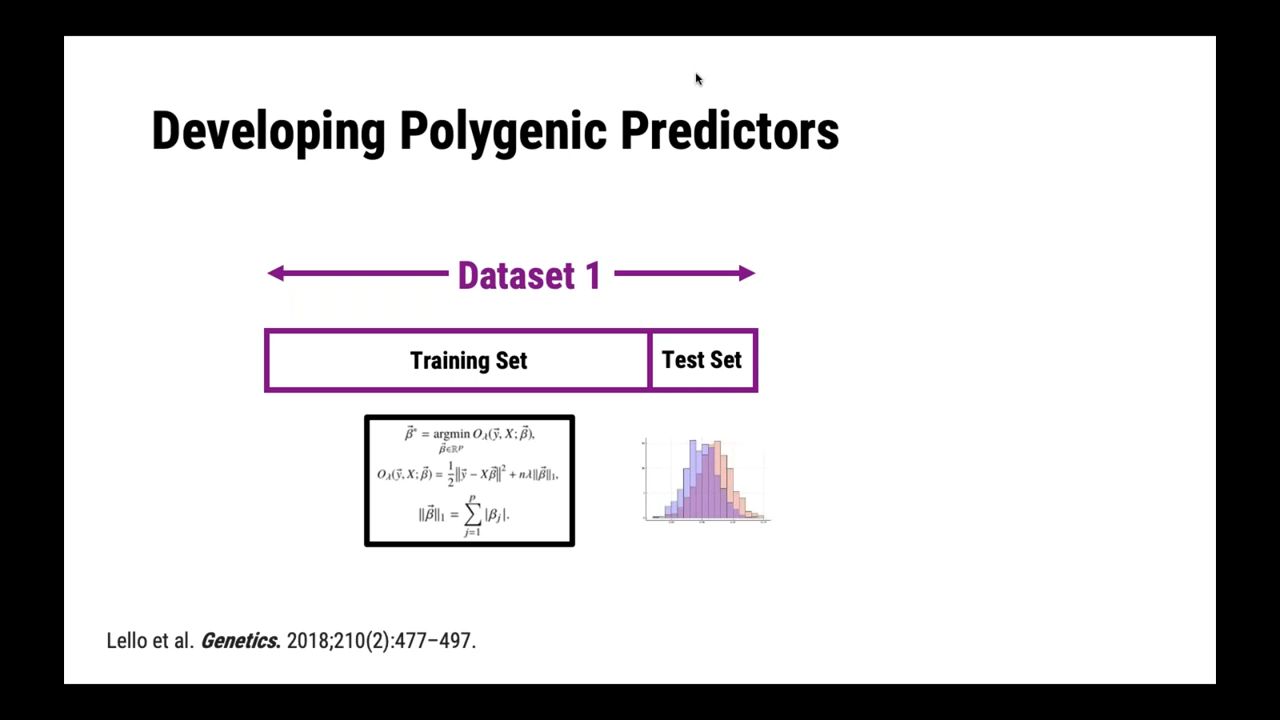 Developing Polygenic Predictors
Dataset 1
Training Set
Test Set
β⃗* = argmin O_λ(y⃗, X; β⃗),
β⃗∈ℝ^p
O_λ(y⃗, X; β⃗) = 1/2 ||y⃗ − Xβ⃗||² + nλ||β⃗||₁,
||β⃗||₁ = ∑_{j=1}^{p} |β_j|.
Lello et al. Genetics. 2018;210(2):477–497.